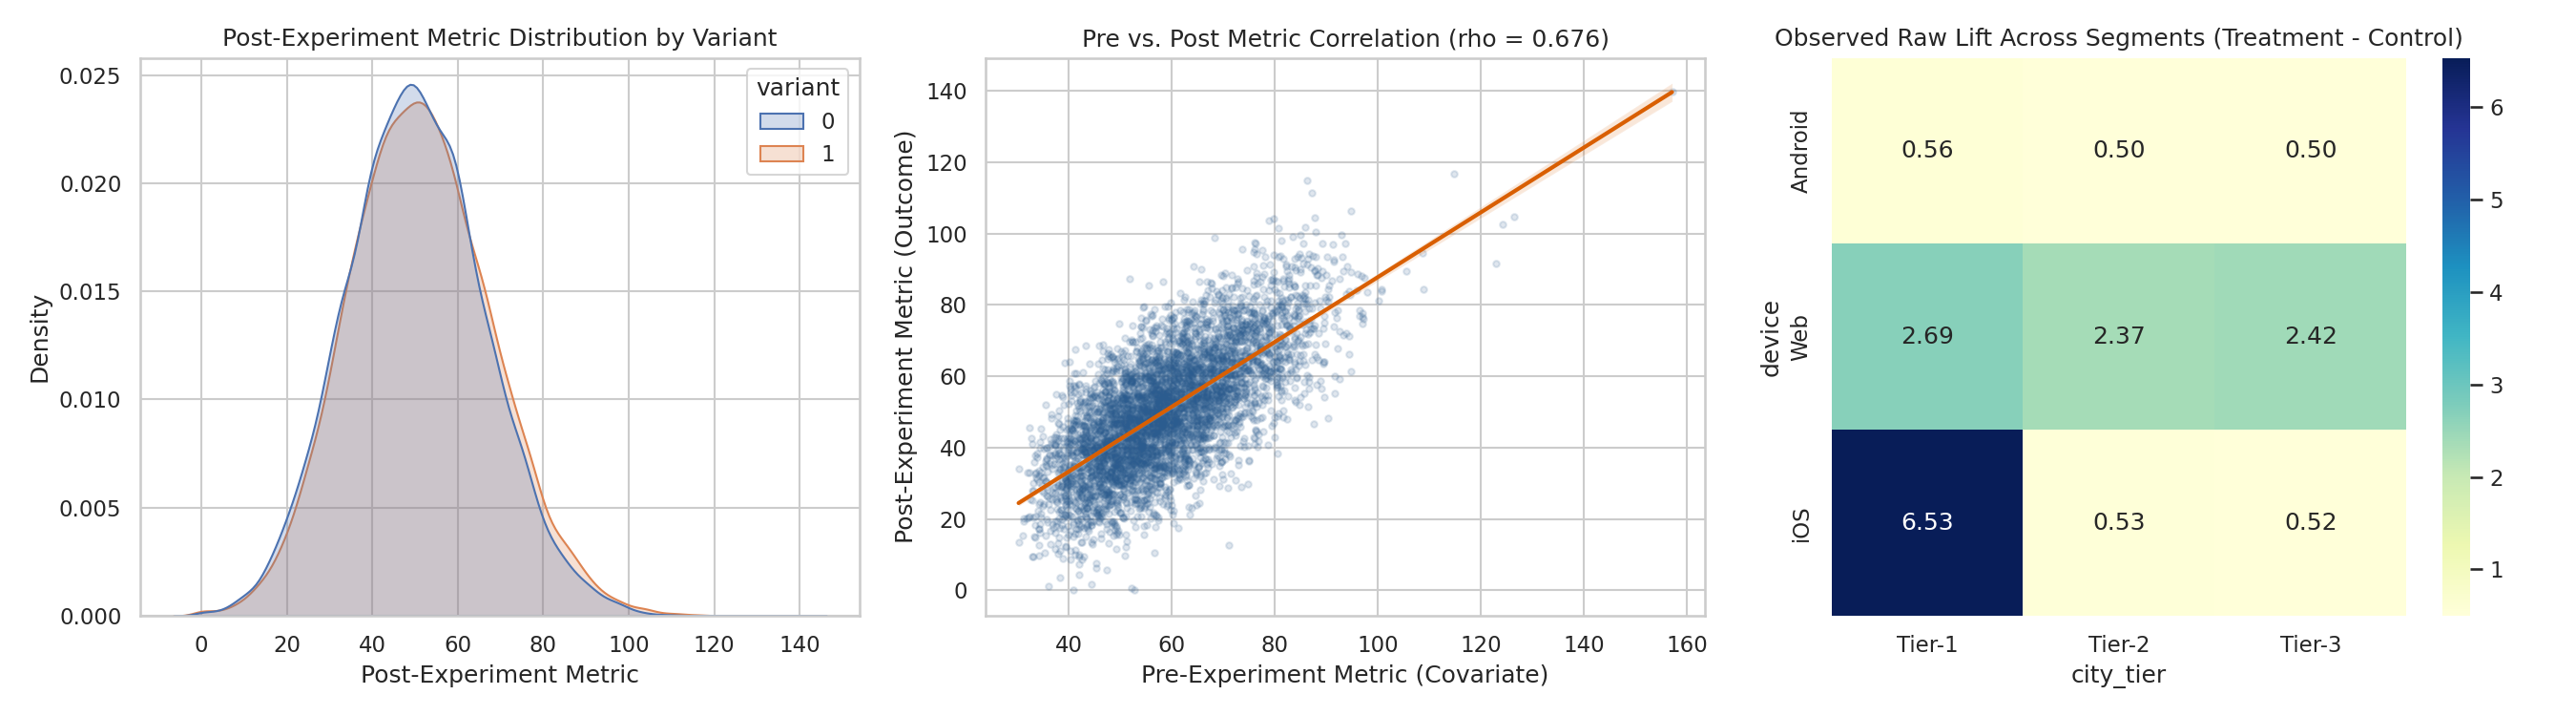 Post-Experiment Metric Distribution by Variant
Density
0.025
0.020
0.015
0.010
0.005
0.000
0 20 40 60 80 100 120 140
Post-Experiment Metric
variant
0
1
Pre vs. Post Metric Correlation (rho = 0.676)
Post-Experiment Metric (Outcome)
140
120
100
80
60
40
20
0
40 60 80 100 120 140 160
Pre-Experiment Metric (Covariate)
Observed Raw Lift Across Segments (Treatment - Control)
device
Android
0.56 0.50 0.50
Web
2.69 2.37 2.42
iOS
6.53 0.53 0.52
Tier-1 Tier-2 Tier-3
city_tier
6
5
4
3
2
1